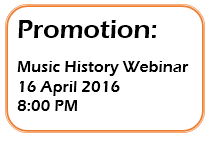 Promotion:
Music History Webinar
16 April 2016
8:00 PM